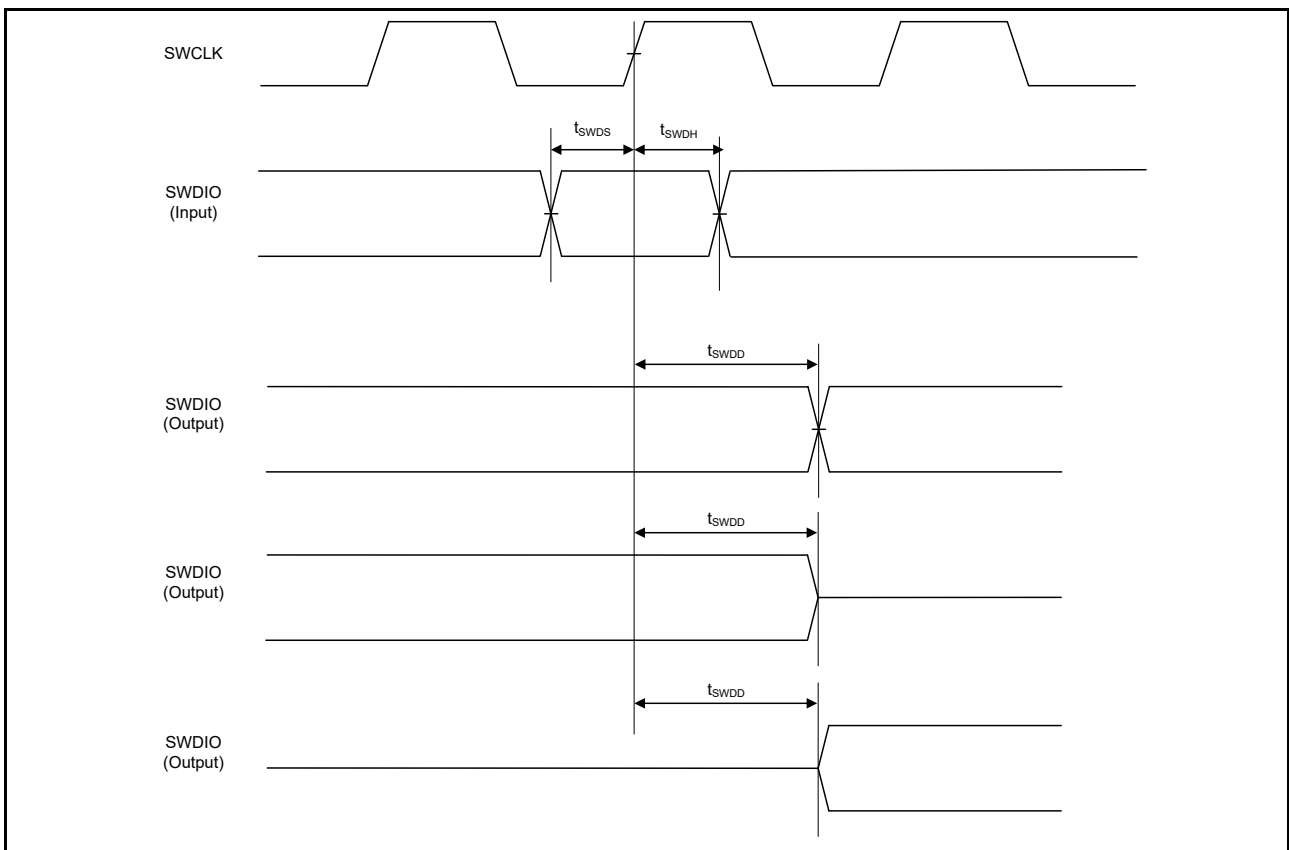 SWCLK
tSWDS
tSWDH
SWDIO
(Input)
tSWDD
SWDIO
(Output)
tSWDD
SWDIO
(Output)
tSWDD
SWDIO
(Output)